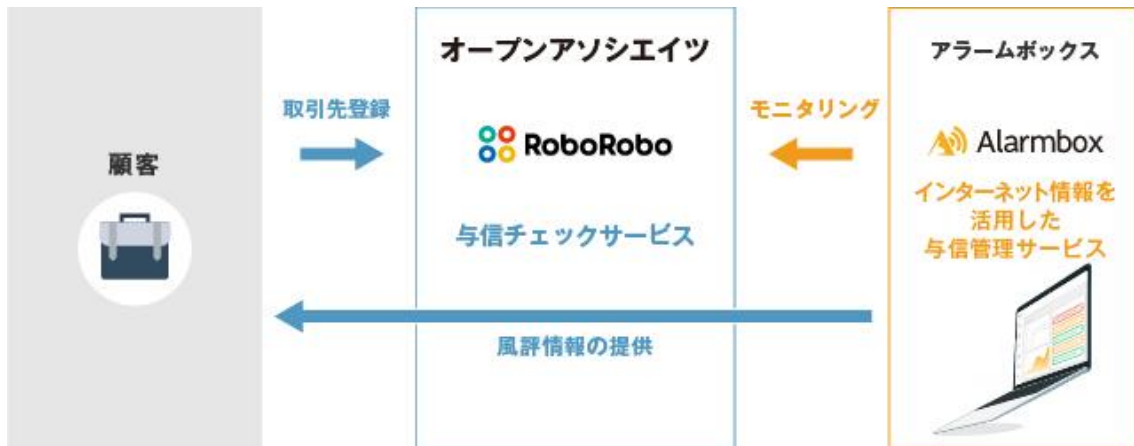 顧客
取引先登録
オープンアソシエイツ
RoboRobo
与信チェックサービス
モニタリング
アラームボックス
Alarmbox
インターネット情報を
活用した
与信管理サービス
風評情報の提供